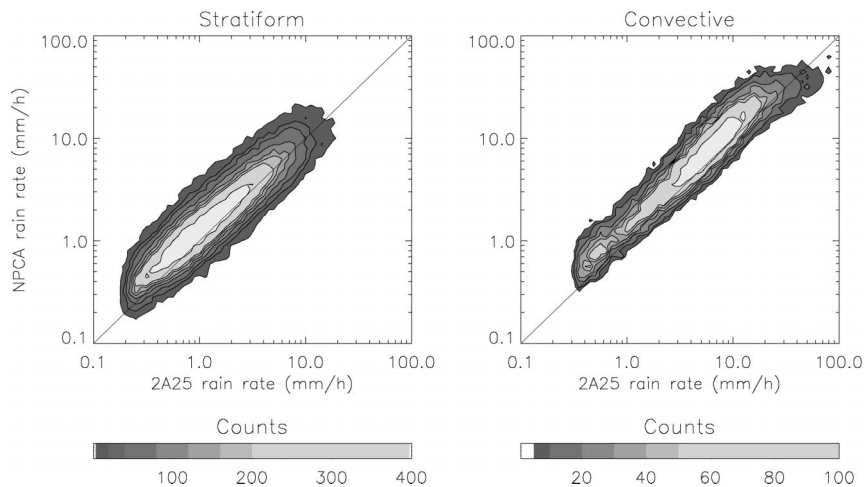 Stratiform
Convective
100.0
10.0
1.0
0.1
NPCA rain rate (mm/h)
0.1 1.0 10.0 100.0
2A25 rain rate (mm/h)
100.0
10.0
1.0
0.1
0.1 1.0 10.0 100.0
2A25 rain rate (mm/h)
Counts
100 200 300 400
Counts
20 40 60 80 100